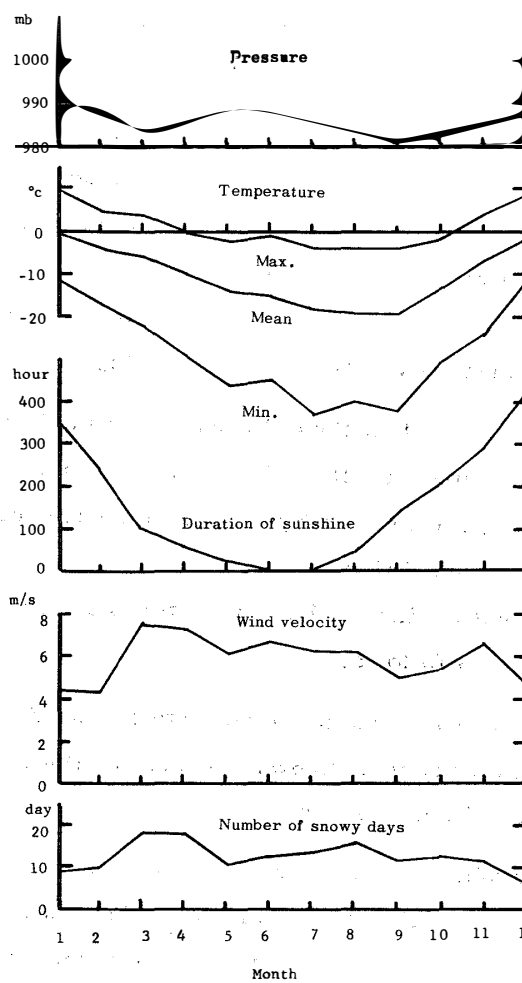 mb
Pressure
1000
990
980
°c
Temperature
0
Max.
-10
Mean
-20
hour
Min.
400
300
200
Duration of sunshine
100
0
m/s
8
Wind velocity
6
4
2
0
day
Number of snowy days
20
10
0
1 2 3 4 5 6 7 8 9 10 11 1
Month